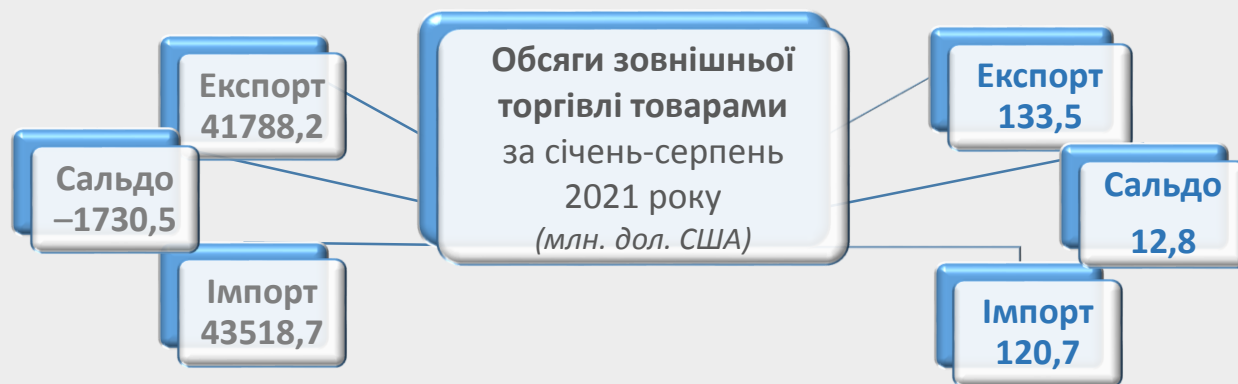 Обсяги зовнішньої
торгівлі товарами
за січень-серпень
2021 року
(млн. дол. США)
Експорт
41788,2
Сальдо
–1730,5
Імпорт
43518,7
Експорт
133,5
Сальдо
12,8
Імпорт
120,7